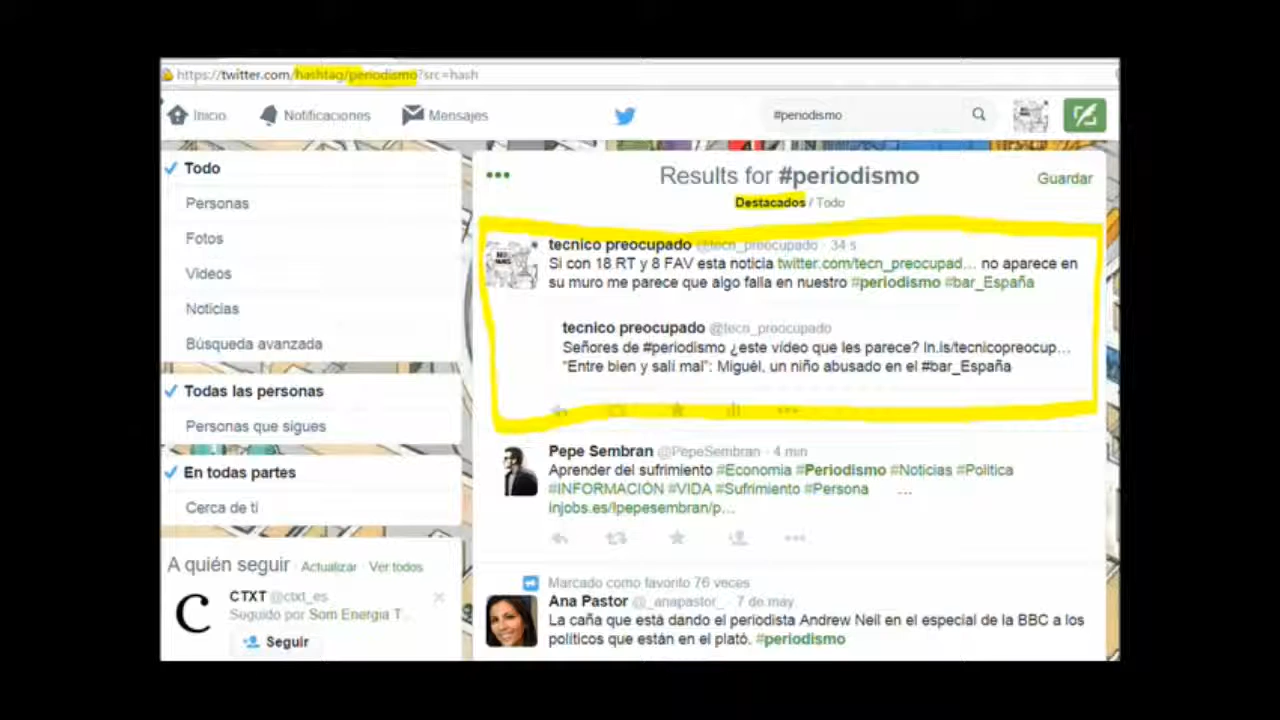 https://twitter.com/hashtag/periodismo?src=hash
Inicio Notificaciones Mensajes #periodismo
Todo
Personas
Fotos
Videos
Noticias
Búsqueda avanzada
Todas las personas
Personas que sigues
En todas partes
Cerca de ti
A quién seguir · Actualizar · Ver todos
CTXT @ctxt_es
Seguido por Som Energia T...
Seguir
Results for #periodismo
Guardar
Destacados / Todo
tecnico preocupado @tecn_preocupado · 34 s
Si con 18 RT y 8 FAV esta noticia twitter.com/tecn_preocupad... no aparece en
su muro me parece que algo falla en nuestro #periodismo #bar_España
tecnico preocupado @tecn_preocupado
Señores de #periodismo ¿este vídeo que les parece? ln.is/tecnicopreocup...
“Entre bien y salí mal”: Miguel, un niño abusado en el #bar_España
Pepe Sembran @PepeSembran · 4 min
Aprender del sufrimiento #Economia #Periodismo #Noticias #Politica
#INFORMACIÓN #VIDA #Sufrimiento #Persona ...
injobs.es/!pepesembran/p...
Marcado como favorito 76 veces
Ana Pastor @_anapastor_ · 7 de may.
La caña que está dando el periodista Andrew Neil en el especial de la BBC a los
políticos que están en el plató. #periodismo